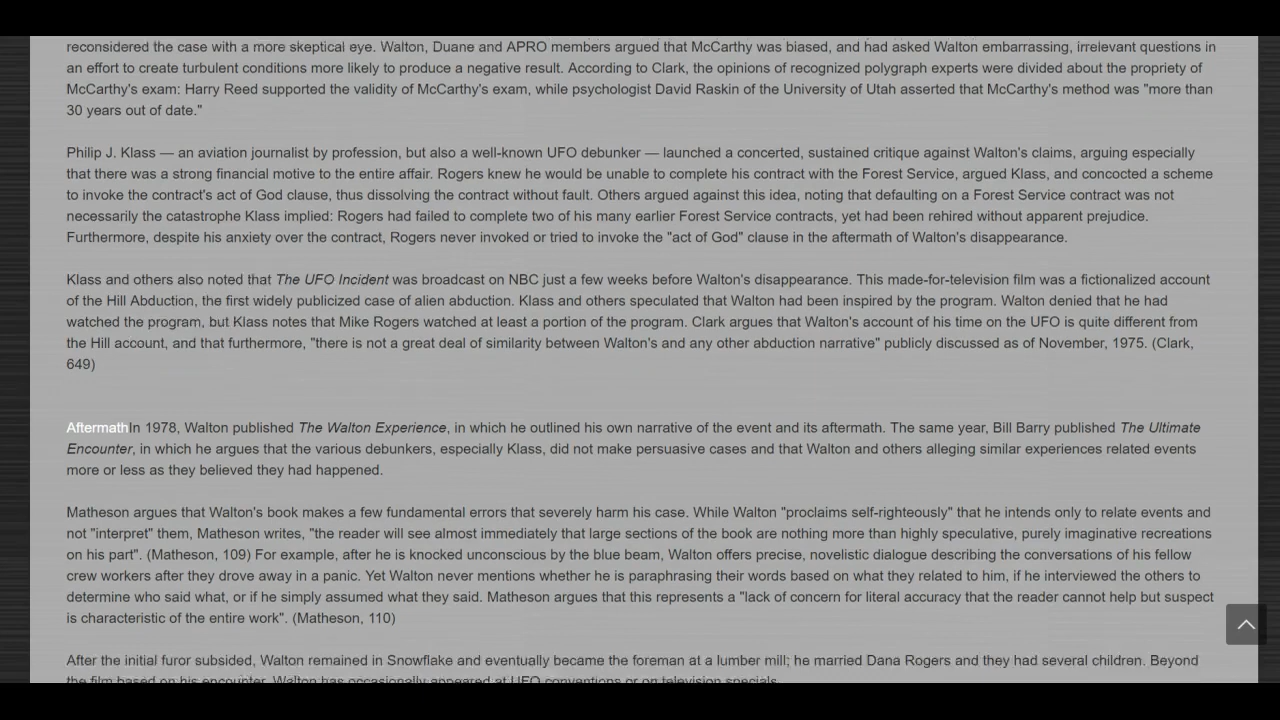 reconsidered the case with a more skeptical eye. Walton, Duane and APRO members argued that McCarthy was biased, and had asked Walton embarrassing, irrelevant questions in
an effort to create turbulent conditions more likely to produce a negative result. According to Clark, the opinions of recognized polygraph experts were divided about the propriety of
McCarthy's exam: Harry Reed supported the validity of McCarthy's exam, while psychologist David Raskin of the University of Utah asserted that McCarthy's method was "more than
30 years out of date."
Philip J. Klass — an aviation journalist by profession, but also a well-known UFO debunker — launched a concerted, sustained critique against Walton's claims, arguing especially
that there was a strong financial motive to the entire affair. Rogers knew he would be unable to complete his contract with the Forest Service, argued Klass, and concocted a scheme
to invoke the contract's act of God clause, thus dissolving the contract without fault. Others argued against this idea, noting that defaulting on a Forest Service contract was not
necessarily the catastrophe Klass implied: Rogers had failed to complete two of his many earlier Forest Service contracts, yet had been rehired without apparent prejudice.
Furthermore, despite his anxiety over the contract, Rogers never invoked or tried to invoke the "act of God" clause in the aftermath of Walton's disappearance.
Klass and others also noted that The UFO Incident was broadcast on NBC just a few weeks before Walton's disappearance. This made-for-television film was a fictionalized account
of the Hill Abduction, the first widely publicized case of alien abduction. Klass and others speculated that Walton had been inspired by the program. Walton denied that he had
watched the program, but Klass notes that Mike Rogers watched at least a portion of the program. Clark argues that Walton's account of his time on the UFO is quite different from
the Hill account, and that furthermore, "there is not a great deal of similarity between Walton's and any other abduction narrative" publicly discussed as of November, 1975. (Clark,
649)
AftermathIn 1978, Walton published The Walton Experience, in which he outlined his own narrative of the event and its aftermath. The same year, Bill Barry published The Ultimate
Encounter, in which he argues that the various debunkers, especially Klass, did not make persuasive cases and that Walton and others alleging similar experiences related events
more or less as they believed they had happened.
Matheson argues that Walton's book makes a few fundamental errors that severely harm his case. While Walton "proclaims self-righteously" that he intends only to relate events and
not "interpret" them, Matheson writes, "the reader will see almost immediately that large sections of the book are nothing more than highly speculative, purely imaginative recreations
on his part". (Matheson, 109) For example, after he is knocked unconscious by the blue beam, Walton offers precise, novelistic dialogue describing the conversations of his fellow
crew workers after they drove away in a panic. Yet Walton never mentions whether he is paraphrasing their words based on what they related to him, if he interviewed the others to
determine who said what, or if he simply assumed what they said. Matheson argues that this represents a "lack of concern for literal accuracy that the reader cannot help but suspect
is characteristic of the entire work". (Matheson, 110)
After the initial furor subsided, Walton remained in Snowflake and eventually became the foreman at a lumber mill; he married Dana Rogers and they had several children. Beyond
the film based on his encounter, Walton has occasionally appeared at UFO conventions or on television specials.